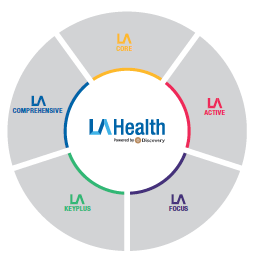 LA
CORE
LA
COMPREHENSIVE
LA
ACTIVE
LA Health
Powered by Discovery
LA
KEYPLUS
LA
FOCUS